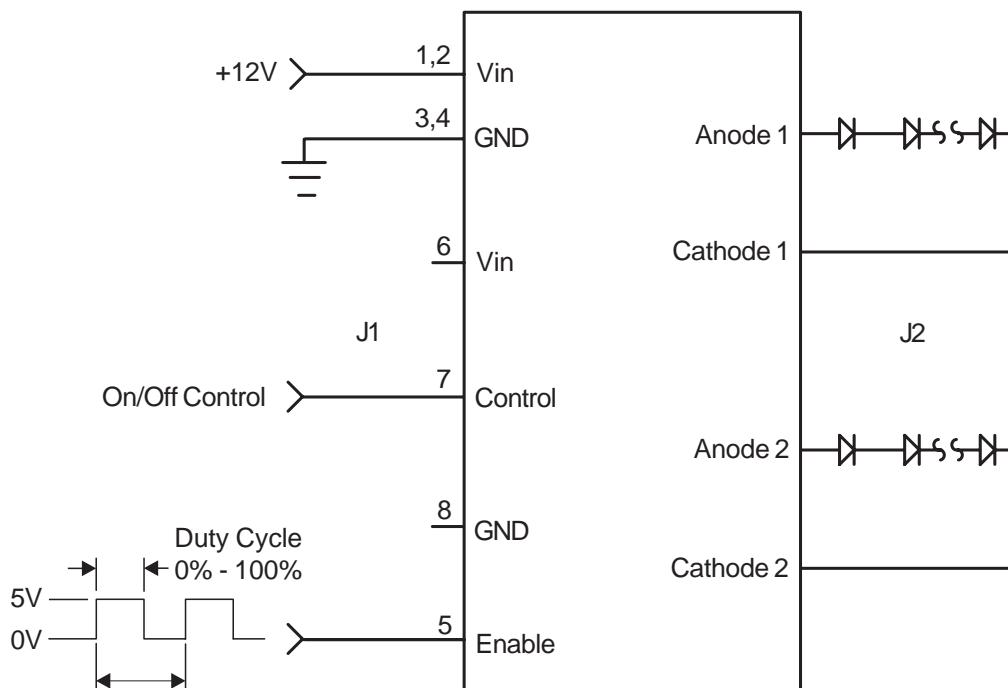 +12V
1,2
Vin
3,4
GND
Anode 1
6
Vin
Cathode 1
J1
J2
On/Off Control
7
Control
Anode 2
8
GND
Duty Cycle
0% - 100%
Cathode 2
5V
0V
5
Enable